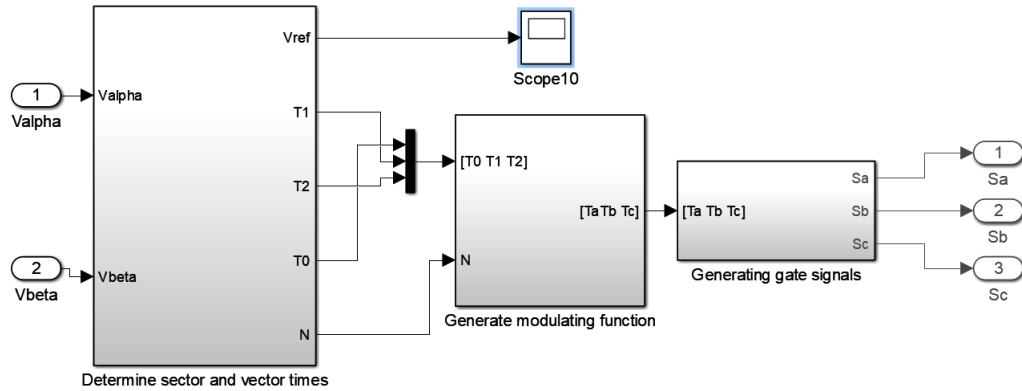 Vref
Scope10
1
Valpha
Valpha
T1
[T0 T1 T2]
T2
[Ta Tb Tc]
[Ta Tb Tc]
Sa
1
Sa
Sb
2
Sb
Sc
3
Sc
2
Vbeta
Vbeta
T0
N
N
Generating gate signals
Generate modulating function
Determine sector and vector times